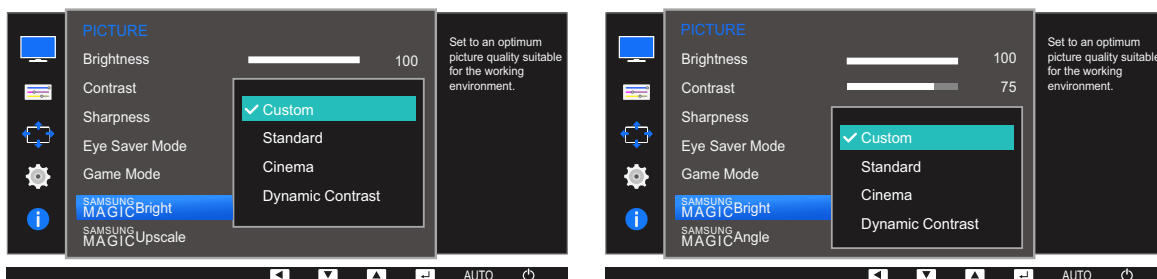 PICTURE
Brightness 100
Contrast
Sharpness
Eye Saver Mode
Game Mode
SAMSUNG
MAGICBright
SAMSUNG
MAGICUpscale
Custom
Standard
Cinema
Dynamic Contrast
Set to an optimum
picture quality suitable
for the working
environment.
AUTO
PICTURE
Brightness 100
Contrast 75
Sharpness
Eye Saver Mode
Game Mode
SAMSUNG
MAGICBright
SAMSUNG
MAGICAngle
Custom
Standard
Cinema
Dynamic Contrast
Set to an optimum
picture quality suitable
for the working
environment.
AUTO